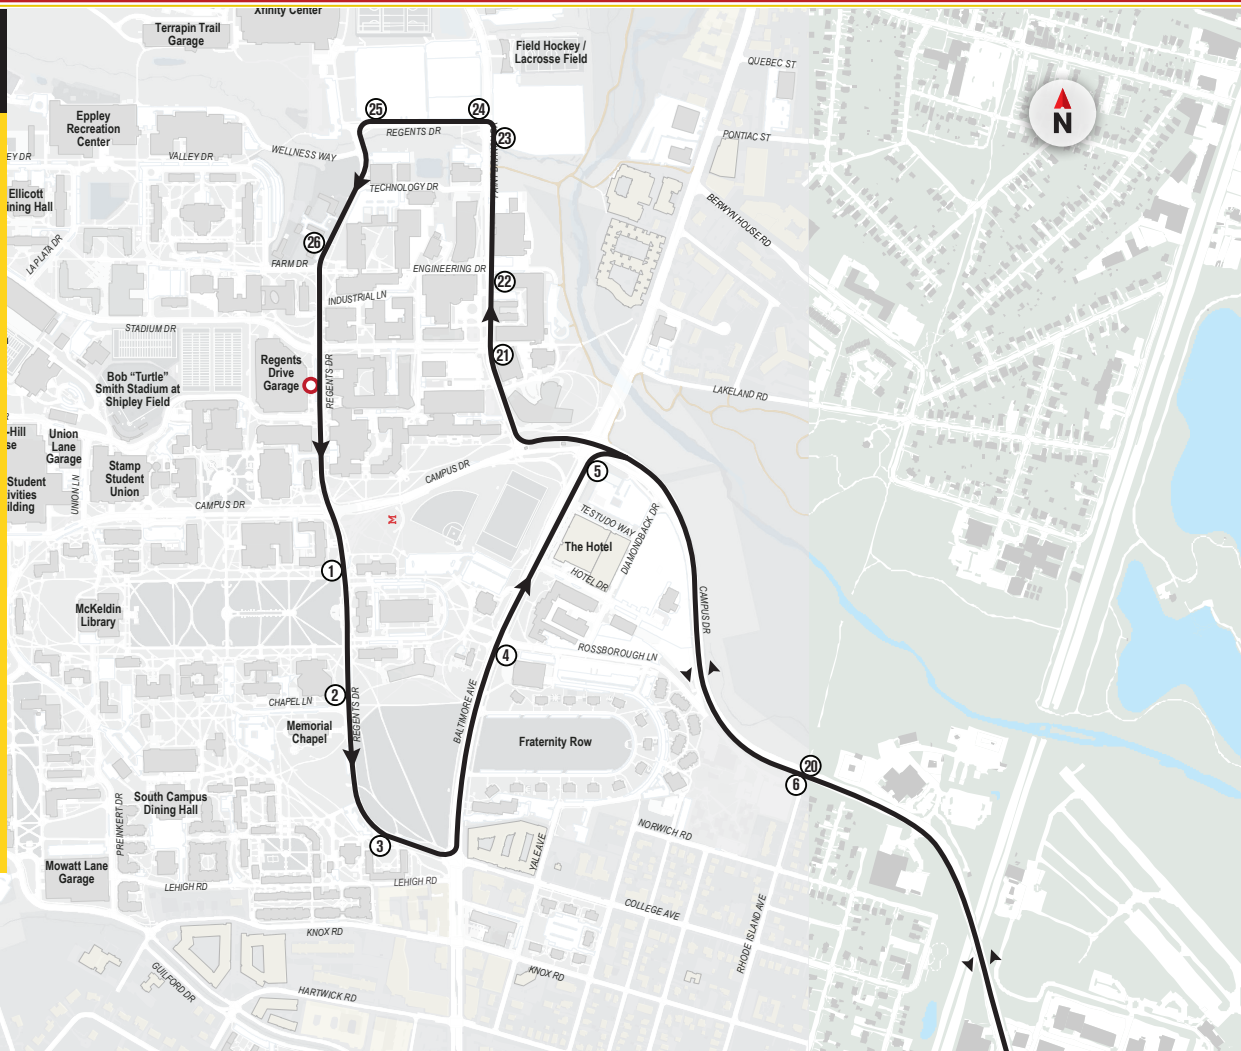 Xfinity Center
Terrapin Trail
Garage
Field Hockey /
Lacrosse Field
QUEBEC ST
N
25
24
23
REGENTS DR
Eppley
Recreation
Center
PONTIAC ST
EY DR
VALLEY DR
WELLNESS WAY
TECHNOLOGY DR
Ellicott
ining Hall
BERWYN HOUSE RD
LA PLATA DR
26
FARM DR
ENGINEERING DR
22
INDUSTRIAL LN
STADIUM DR
21
Regents
Drive
Garage
REGENTS DR
Bob “Turtle”
Smith Stadium at
Shipley Field
LAKELAND RD
-Hill
se
Union
Lane
Garage
Stamp
Student
Union
UNION LN
Student
ivities
ilding
CAMPUS DR
CAMPUS DR
5
M
TESTUDO WAY
DIAMONDBACK DR
The Hotel
HOTEL DR
1
McKeldin
Library
CAMPUS DR
4
ROSSBOROUGH LN
2
CHAPEL LN
REGENTS DR
BALTIMORE AVE
Memorial
Chapel
Fraternity Row
20
6
South Campus
Dining Hall
PREINKERT DR
NORWICH RD
3
YALE AVE
Mowatt Lane
Garage
LEHIGH RD
LEHIGH RD
COLLEGE AVE
RHODE ISLAND AVE
KNOX RD
KNOX RD
GUILFORD DR
HARTWICK RD